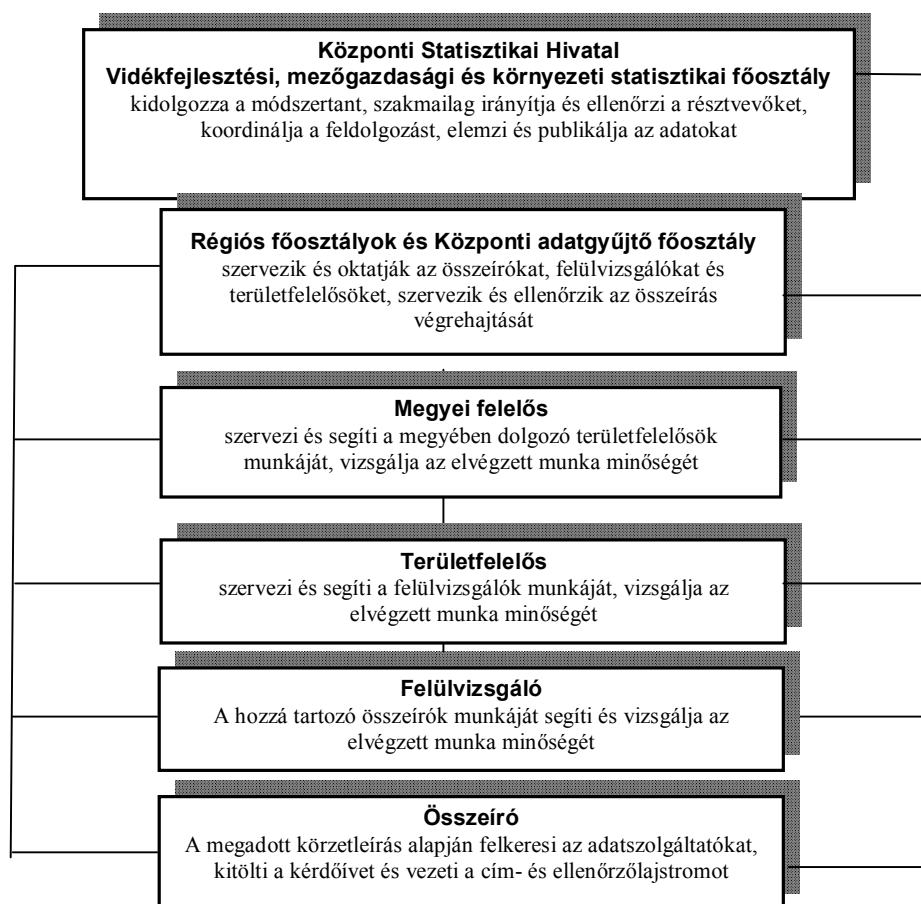 Központi Statisztikai Hivatal
Vidékfejlesztési, mezőgazdasági és környezeti statisztikai főosztály
kidolgozza a módszertant, szakmailag irányítja és ellenőrzi a résztvevőket,
koordinálja a feldolgozást, elemzi és publikálja az adatokat
Régiós főosztályok és Központi adatgyűjtő főosztály
szervezik és oktatják az összeírókat, felülvizsgálókat és
területfelelősöket, szervezik és ellenőrzik az összeírás
végrehajtását
Megyei felelős
szervezi és segíti a megyében dolgozó területfelelősök
munkáját, vizsgálja az elvégzett munka minőségét
Területfelelős
szervezi és segíti a felülvizsgálók munkáját, vizsgálja az
elvégzett munka minőségét
Felülvizsgáló
A hozzá tartozó összeírók munkáját segíti és vizsgálja az
elvégzett munka minőségét
Összeíró
A megadott körzetleírás alapján felkeresi az adatszolgáltatókat,
kitölti a kérdőívet és vezeti a cím- és ellenőrzőlajstromot